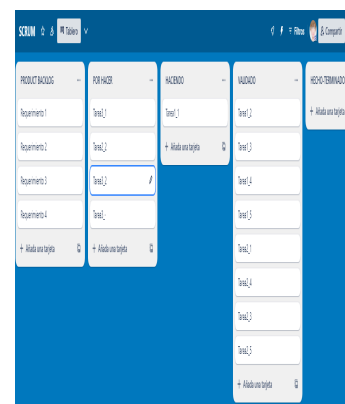 SCRUM Tablero Filtros Compartir
PRODUCT BACKLOG
Requerimiento 1
Requerimiento 2
Requerimiento 3
Requerimiento 4
+ Añada una tarjeta
POR HACER
Tarea1_1
Tarea2_2
Tarea3_2
+ Añada una tarjeta
HACIENDO
Tarea1_1
+ Añada una tarjeta
VALIDADO
Tarea1_2
Tarea1_3
Tarea1_4
Tarea1_5
Tarea2_1
Tarea2_4
Tarea2_3
Tarea2_5
+ Añada una tarjeta
HECHO-TERMINADO
+ Añada una tarjeta